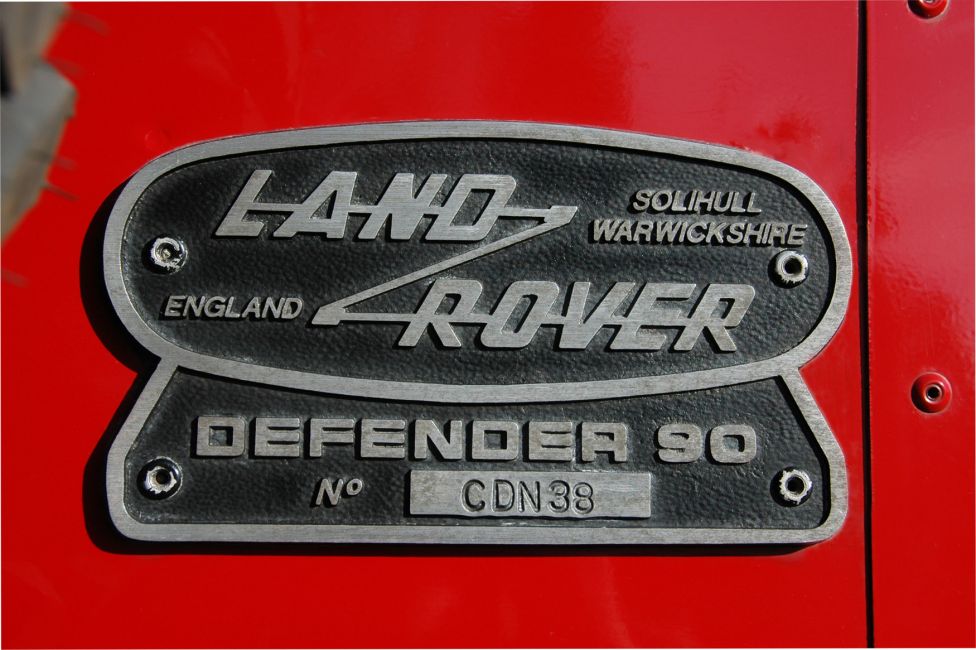 LAND
SOLIHULL
WARWICKSHIRE
ENGLAND
ROVER
DEFENDER 90
Nº CDN38